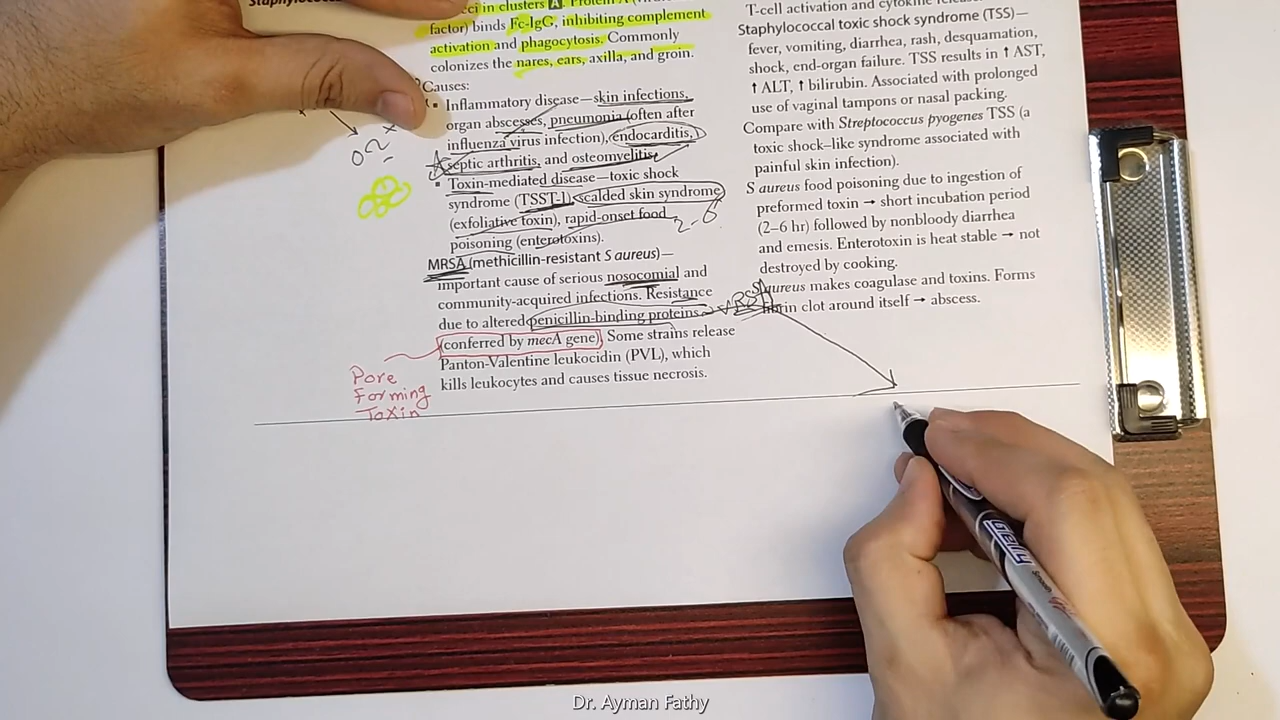 Staphylococc
ci in clusters A. Protein A (
factor) binds Fc-IgG, inhibiting complement
activation and phagocytosis. Commonly
colonizes the nares, ears, axilla, and groin.
Causes:
▪ Inflammatory disease—skin infections,
organ abscesses, pneumonia (often after
influenza virus infection), endocarditis,
septic arthritis, and osteomyelitis.
▪ Toxin-mediated disease—toxic shock
syndrome (TSST-1), scalded skin syndrome
(exfoliative toxin), rapid-onset food
poisoning (enterotoxins).
2-6
MRSA (methicillin-resistant S aureus)—
important cause of serious nosocomial and
community-acquired infections. Resistance
due to altered penicillin-binding proteins
(conferred by mecA gene). Some strains release
Panton-Valentine leukocidin (PVL), which
kills leukocytes and causes tissue necrosis.
Pore
Forming
Toxin
T-cell activation and cytokine releas
Staphylococcal toxic shock syndrome (TSS)—
fever, vomiting, diarrhea, rash, desquamation,
shock, end-organ failure. TSS results in ↑ AST,
↑ ALT, ↑ bilirubin. Associated with prolonged
use of vaginal tampons or nasal packing.
Compare with Streptococcus pyogenes TSS (a
toxic shock–like syndrome associated with
painful skin infection).
S aureus food poisoning due to ingestion of
preformed toxin → short incubation period
(2–6 hr) followed by nonbloody diarrhea
and emesis. Enterotoxin is heat stable → not
destroyed by cooking.
S aureus makes coagulase and toxins. Forms
fibrin clot around itself → abscess.
Dr. Ayman Fathy